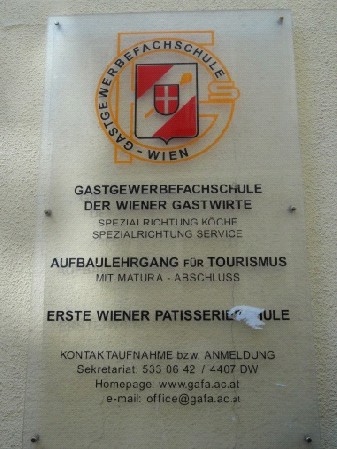 GASTGEWERBEFACHSCHULE
- WIEN -
GASTGEWERBEFACHSCHULE
DER WIENER GASTWIRTE
SPEZIALRICHTUNG KÖCHE
SPEZIALRICHTUNG SERVICE
AUFBAULEHRGANG FÜR TOURISMUS
MIT MATURA - ABSCHLUSS
ERSTE WIENER
KONTAKTAUFNAHME bzw. ANMELDUNG
Sekretariat: 533 06 42 / 4407 DW
Homepage: www.gafa.ac.at
e-mail: office@gafa.ac.at